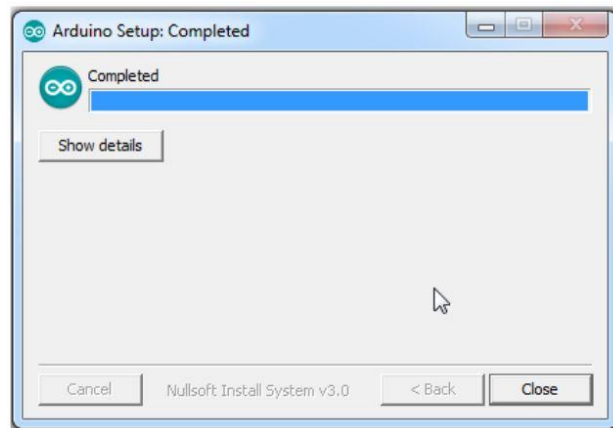 Arduino Setup: Completed
Completed
Show details
Cancel Nullsoft Install System v3.0 < Back Close